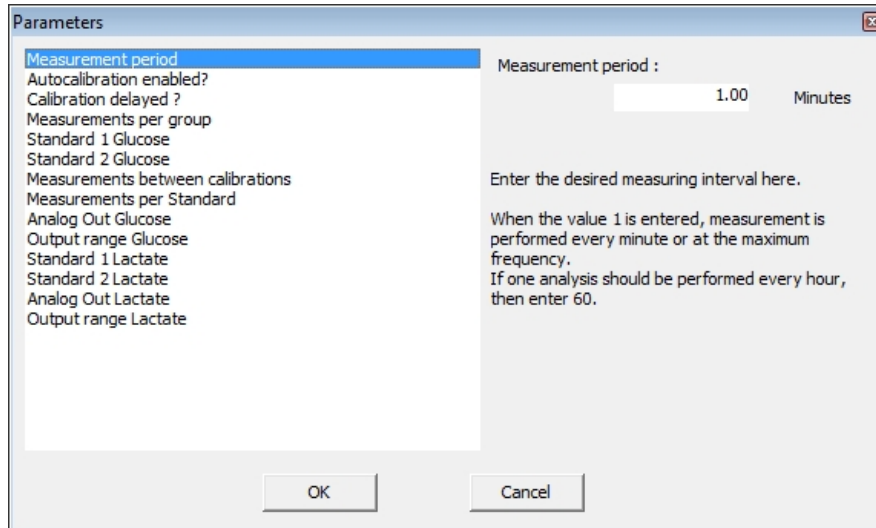 Parameters
Measurement period
Autocalibration enabled?
Calibration delayed ?
Measurements per group
Standard 1 Glucose
Standard 2 Glucose
Measurements between calibrations
Measurements per Standard
Analog Out Glucose
Output range Glucose
Standard 1 Lactate
Standard 2 Lactate
Analog Out Lactate
Output range Lactate
Measurement period :
1.00 Minutes
Enter the desired measuring interval here.
When the value 1 is entered, measurement is
performed every minute or at the maximum
frequency.
If one analysis should be performed every hour,
then enter 60.
OK Cancel